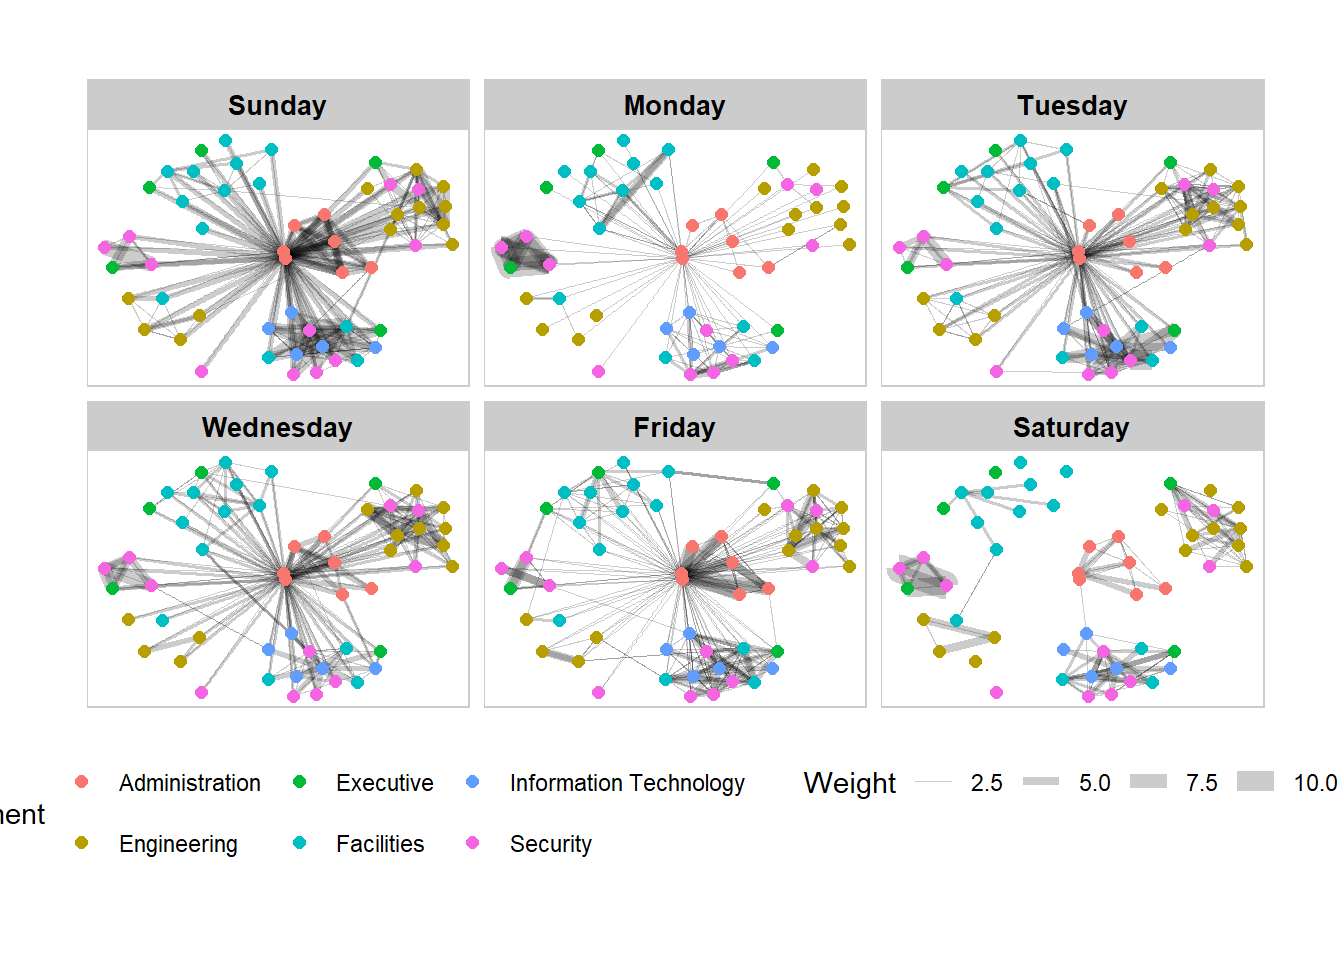 Sunday Monday Tuesday
Wednesday Friday Saturday
Administration Executive Information Technology Weight 2.5 5.0 7.5 10.0
Engineering Facilities Security